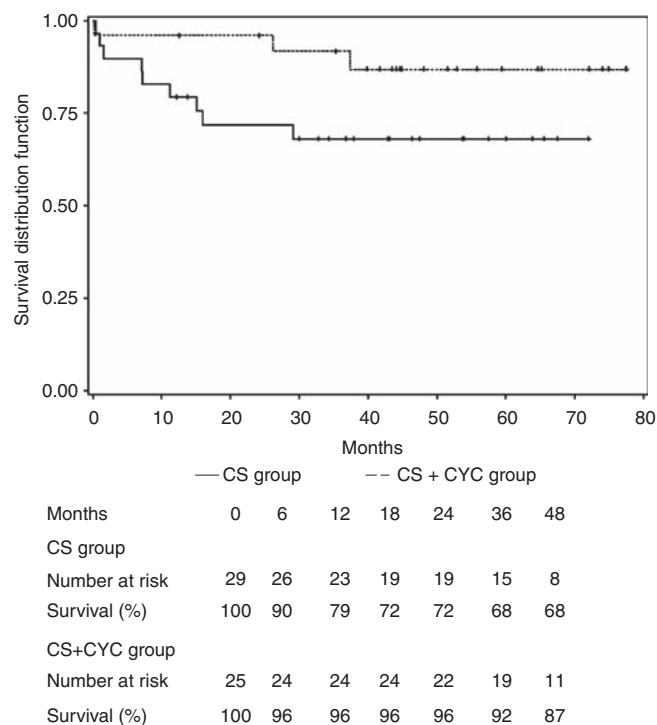 1.00
0.75
0.50
0.25
0.00
Survival distribution function
0 10 20 30 40 50 60 70 80
Months
CS group CS + CYC group
Months 0 6 12 18 24 36 48
CS group
Number at risk 29 26 23 19 19 15 8
Survival (%) 100 90 79 72 72 68 68
CS+CYC group
Number at risk 25 24 24 24 22 19 11
Survival (%) 100 96 96 96 96 92 87